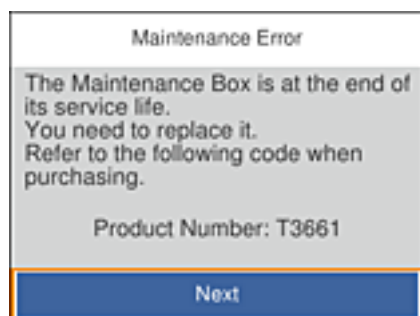 Maintenance Error
The Maintenance Box is at the end of
its service life.
You need to replace it.
Refer to the following code when
purchasing.
Product Number: T3661
Next